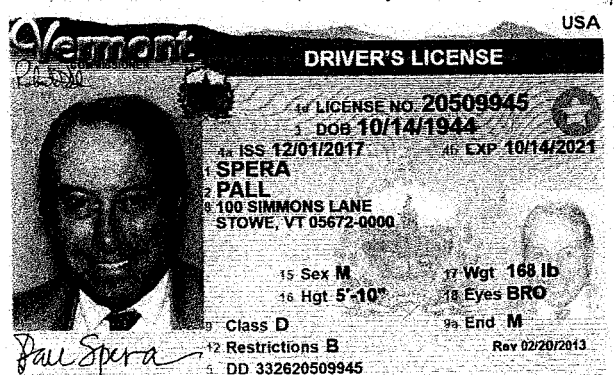 USA
Vermont
DRIVER'S LICENSE
4d LICENSE NO. 20509945
3 DOB 10/14/1944
4a ISS 12/01/2017 4b EXP 10/14/2021
1 SPERA
2 PALL
8 100 SIMMONS LANE
STOWE, VT 05672-0000
15 Sex M 17 Wgt 168 lb
16 Hgt 5'-10" 18 Eyes BRO
9 Class D 9a End M
12 Restrictions B Rev 02/20/2013
5 DD 332620509945